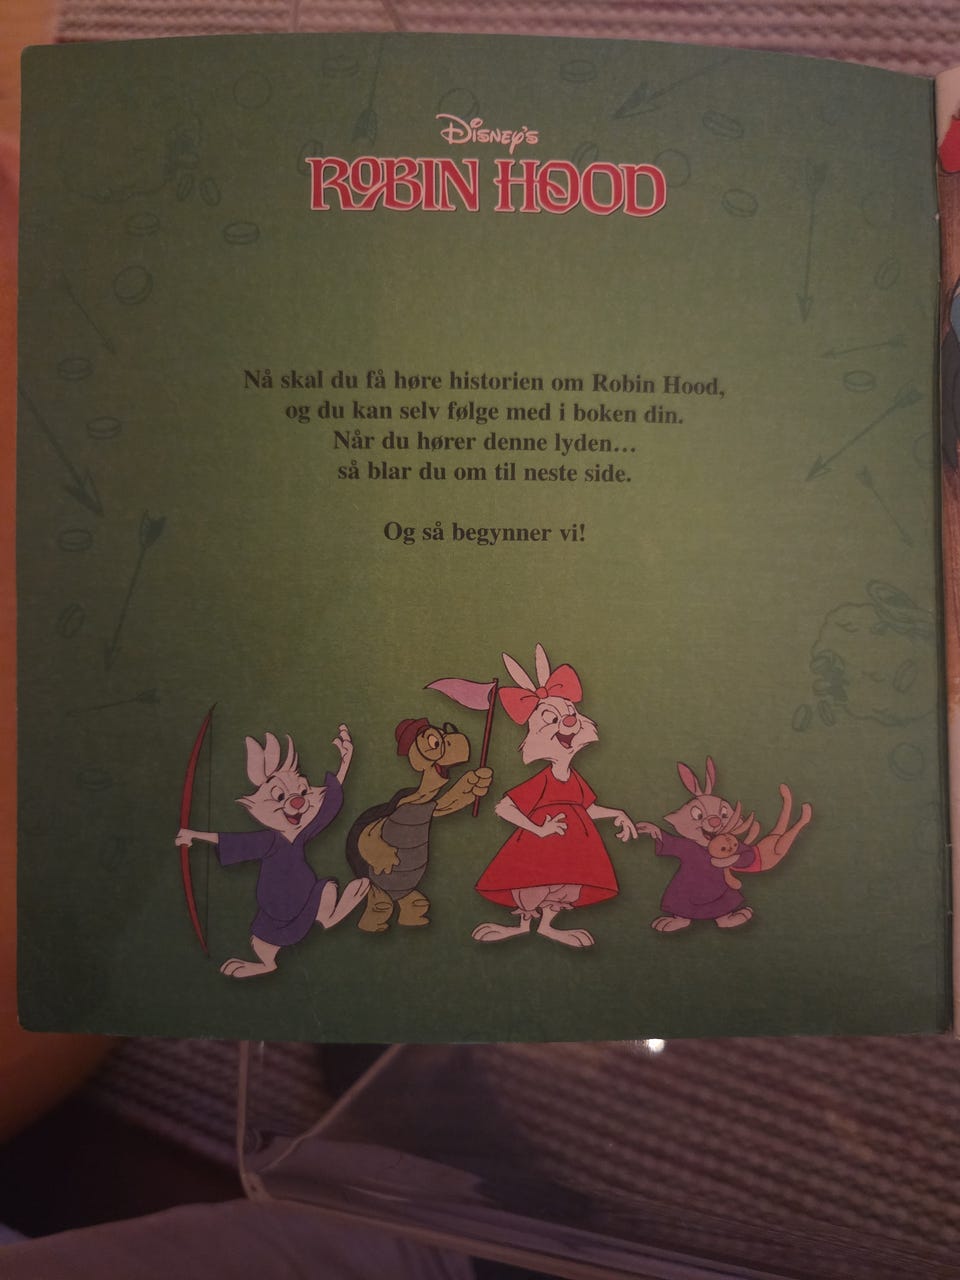 Disney's
ROBIN HOOD
Nå skal du få høre historien om Robin Hood,
og du kan selv følge med i boken din.
Når du hører denne lyden...
så blar du om til neste side.
Og så begynner vi!